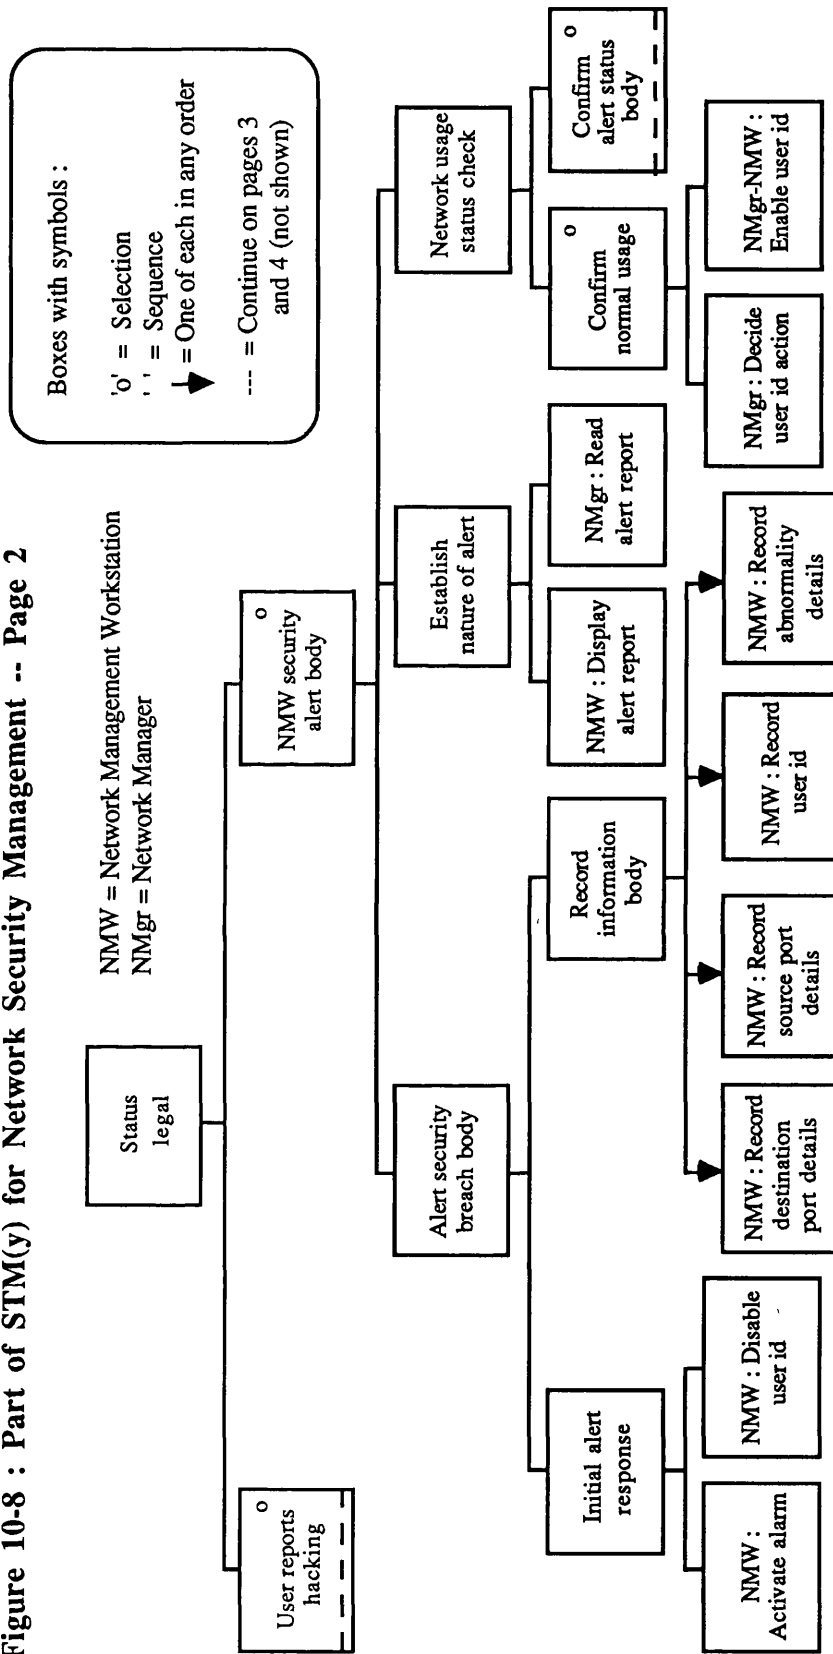 Figure 10-8 : Part of STM(y) for Network Security Management -- Page 2
NMW = Network Management Workstation
NMgr = Network Manager
Boxes with symbols :
'o' = Selection
' ' = Sequence
= One of each in any order
--- = Continue on pages 3
and 4 (not shown)
Status
legal
User reports
hacking
o
NMW security
alert body
o
Alert security
breach body
Establish
nature of alert
Network usage
status check
Initial alert
response
Record
information
body
NMW : Display
alert report
NMgr : Read
alert report
Confirm
normal usage
o
Confirm
alert status
body
o
NMW :
Activate alarm
NMW : Disable
user id
NMW : Record
destination
port details
NMW : Record
source port
details
NMW : Record
user id
NMW : Record
abnormality
details
NMgr : Decide
user id action
NMgr-NMW :
Enable user id